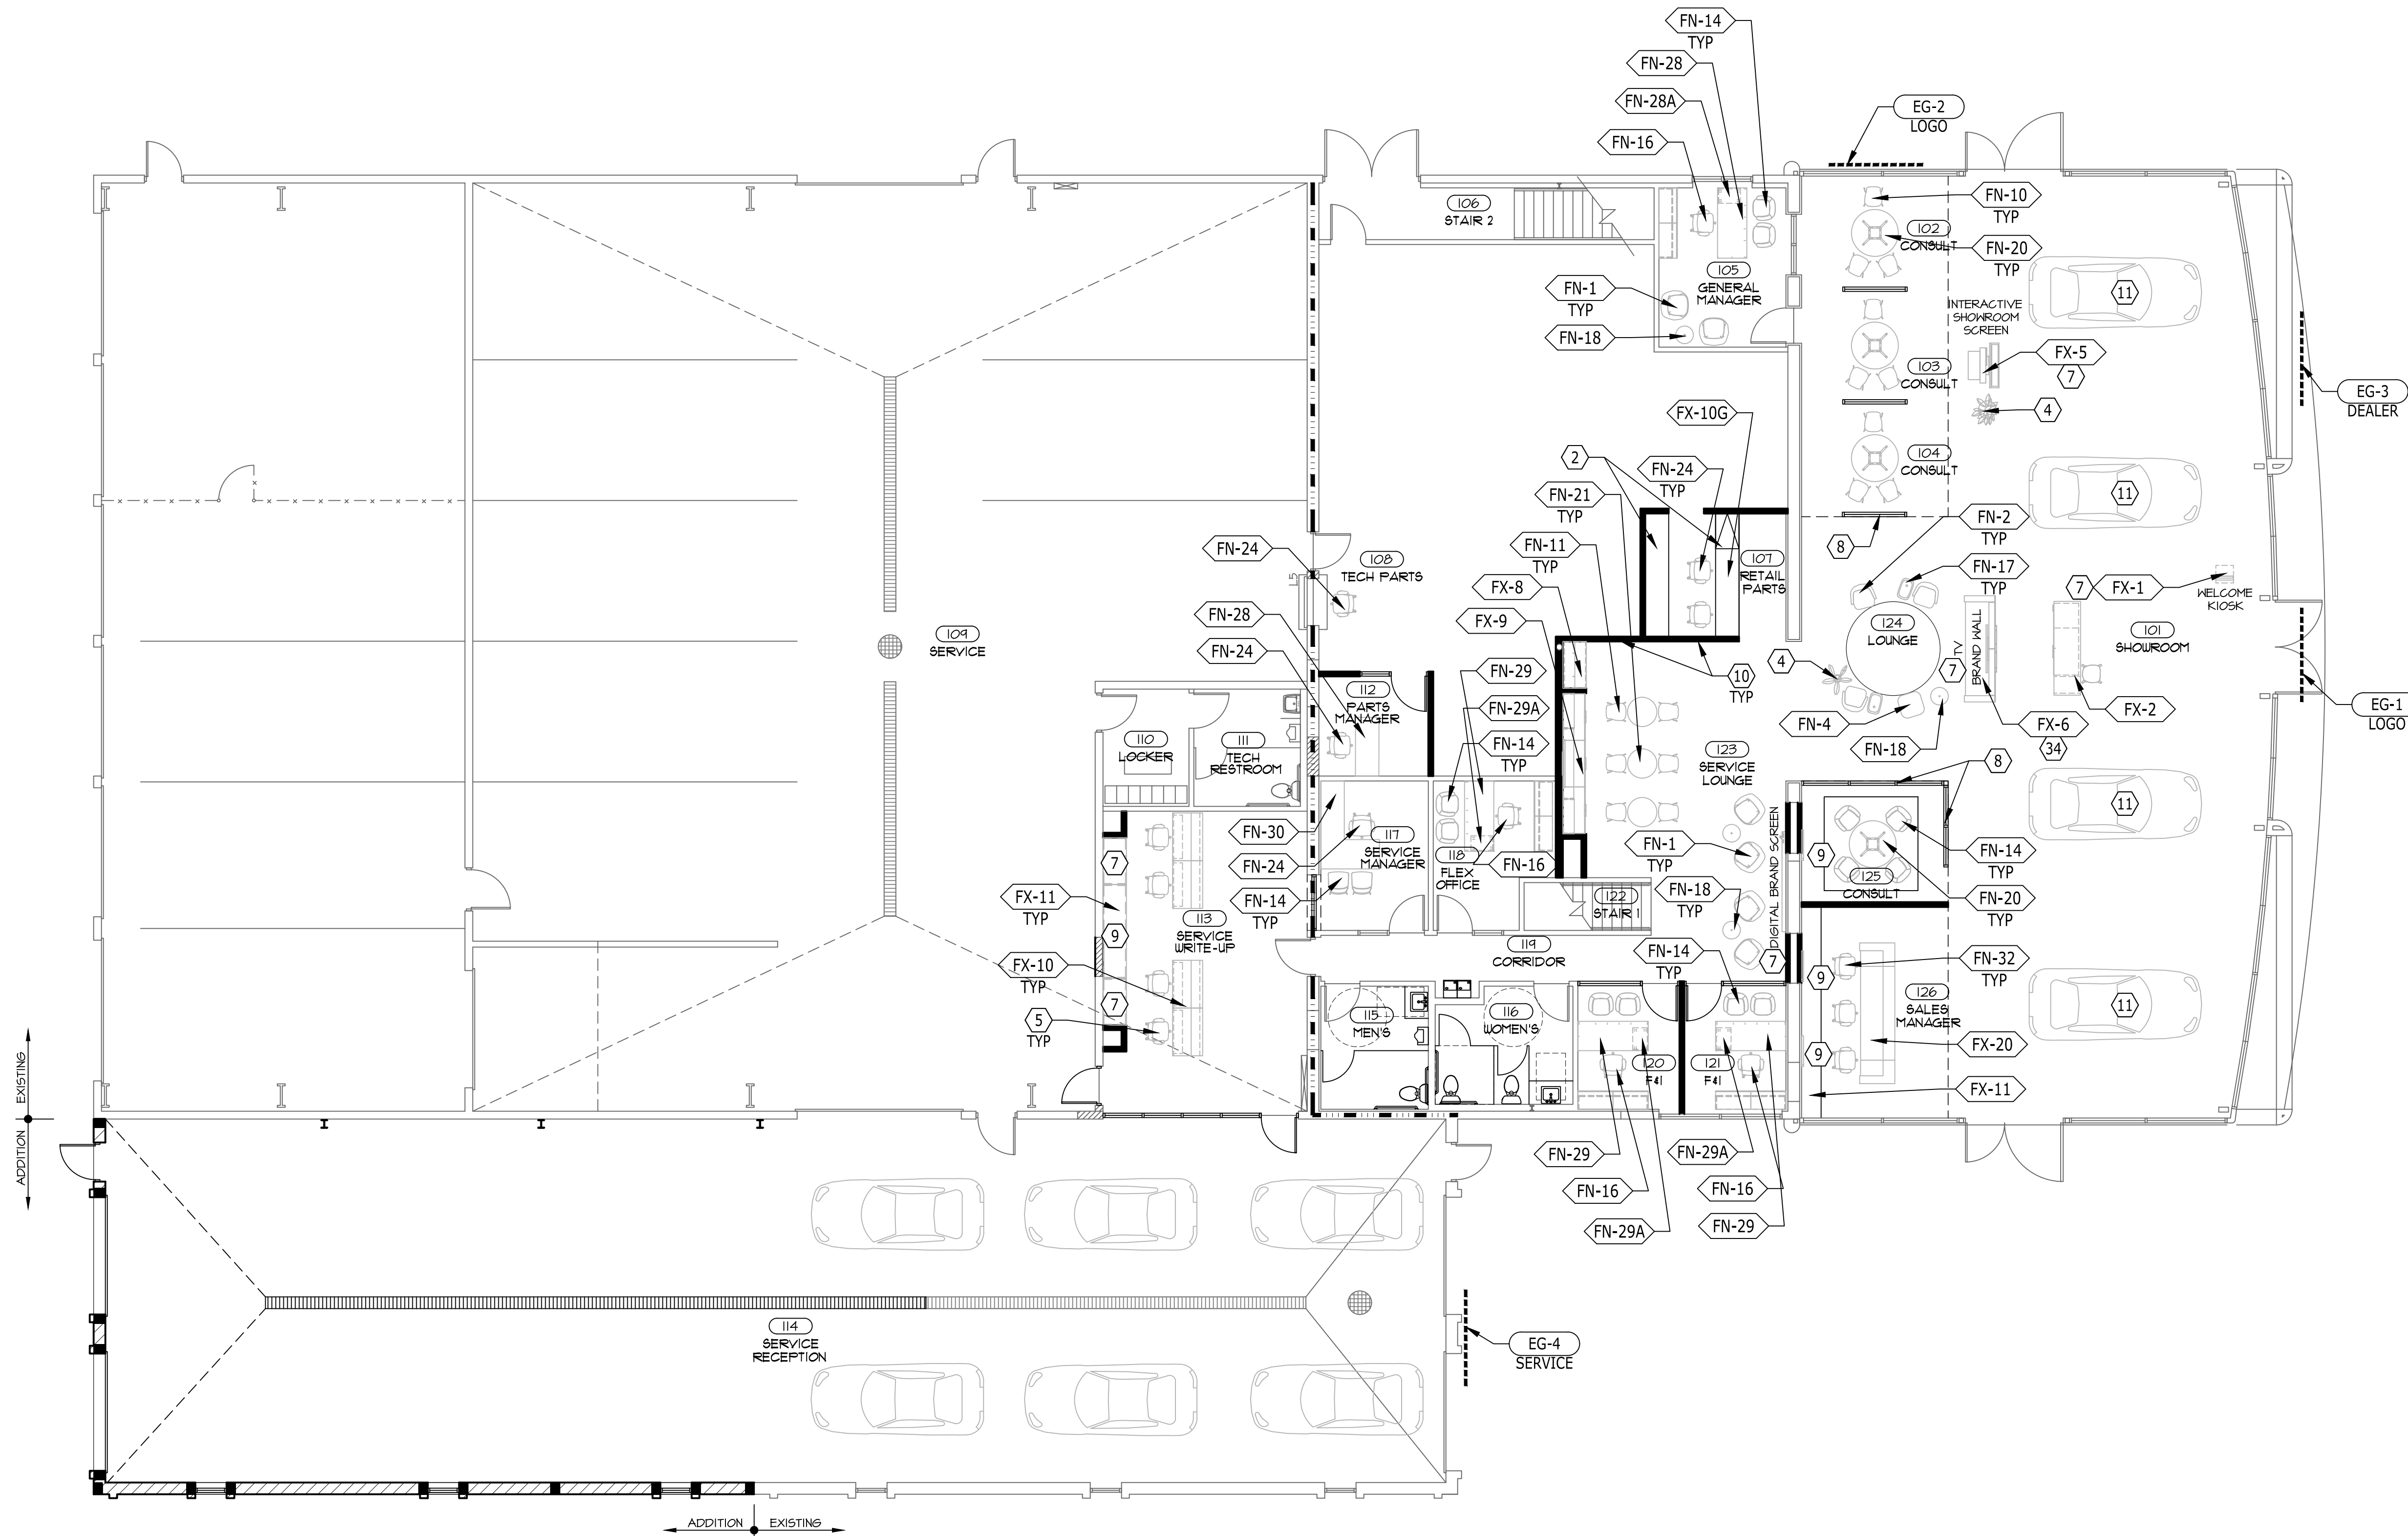 FN-14
TYP
FN-28
FN-28A
FN-16
EG-2
LOGO
106
STAIR 2
FN-10
TYP
102
CONSULT
FN-20
TYP
105
GENERAL
MANAGER
FN-1
TYP
FN-18
11
INTERACTIVE
SHOWROOM
SCREEN
FX-5
7
103
CONSULT
EG-3
DEALER
4
FX-10G
2
FN-24
TYP
104
CONSULT
FN-21
TYP
11
FN-2
TYP
8
FN-11
TYP
FN-24
108
TECH PARTS
107
RETAIL
PARTS
FN-17
TYP
FX-8
7
FX-1
WELCOME
KIOSK
FN-28
FX-9
124
LOUNGE
TV
BRAND WALL
101
SHOWROOM
109
SERVICE
FN-24
FN-29
10
TYP
4
7
112
PARTS
MANAGER
FN-29A
FN-4
FN-18
FX-6
34
FX-2
EG-1
LOGO
110
LOCKER
111
TECH
RESTROOM
FN-14
TYP
123
SERVICE
LOUNGE
8
11
DIGITAL BRAND SCREEN
FN-30
117
SERVICE
MANAGER
FN-24
118
FLEX
OFFICE
FN-16
FN-1
TYP
9
FN-14
TYP
7
125
CONSULT
FX-11
TYP
FN-14
TYP
122
STAIR 1
FN-18
TYP
FN-20
TYP
113
SERVICE
WRITE-UP
9
119
CORRIDOR
FN-14
TYP
7
FX-10
TYP
9
FN-32
TYP
7
126
SALES
MANAGER
11
5
TYP
115
MEN'S
116
WOMEN'S
120
F&I
121
F&I
9
FX-20
FX-11
EXISTING
ADDITION
FN-29
FN-29A
FN-16
FN-16
FN-29A
FN-29
114
SERVICE
RECEPTION
EG-4
SERVICE
ADDITION
EXISTING